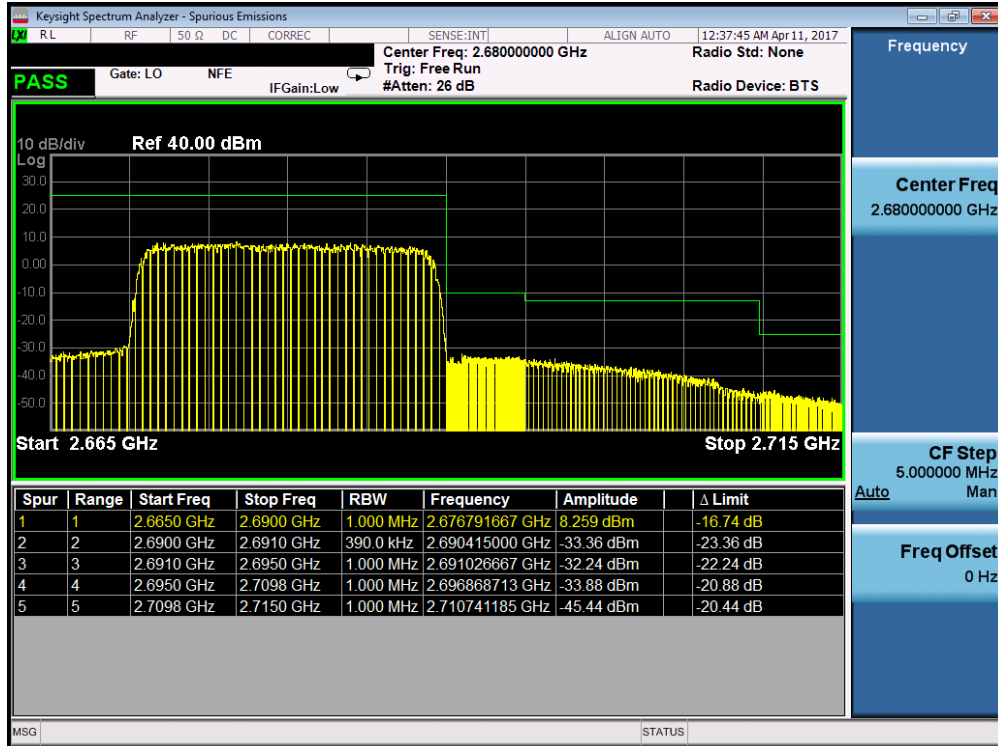 Keysight Spectrum Analyzer - Spurious Emissions
LXI RL RF 50 Ω DC CORREC SENSE:INT ALIGN AUTO 12:37:45 AM Apr 11, 2017
Center Freq: 2.680000000 GHz Radio Std: None
PASS Gate: LO NFE Trig: Free Run
IFGain:Low #Atten: 26 dB Radio Device: BTS
10 dB/div Ref 40.00 dBm
Log
30.0
20.0
10.0
0.00
-10.0
-20.0
-30.0
-40.0
-50.0
Start 2.665 GHz Stop 2.715 GHz
Spur Range Start Freq Stop Freq RBW Frequency Amplitude Δ Limit
1 1 2.6650 GHz 2.6900 GHz 1.000 MHz 2.676791667 GHz 8.259 dBm -16.74 dB
2 2 2.6900 GHz 2.6910 GHz 390.0 kHz 2.690415000 GHz -33.36 dBm -23.36 dB
3 3 2.6910 GHz 2.6950 GHz 1.000 MHz 2.691026667 GHz -32.24 dBm -22.24 dB
4 4 2.6950 GHz 2.7098 GHz 1.000 MHz 2.696868713 GHz -33.88 dBm -20.88 dB
5 5 2.7098 GHz 2.7150 GHz 1.000 MHz 2.710741185 GHz -45.44 dBm -20.44 dB
MSG STATUS
Frequency
Center Freq
2.680000000 GHz
CF Step
5.000000 MHz
Auto Man
Freq Offset
0 Hz